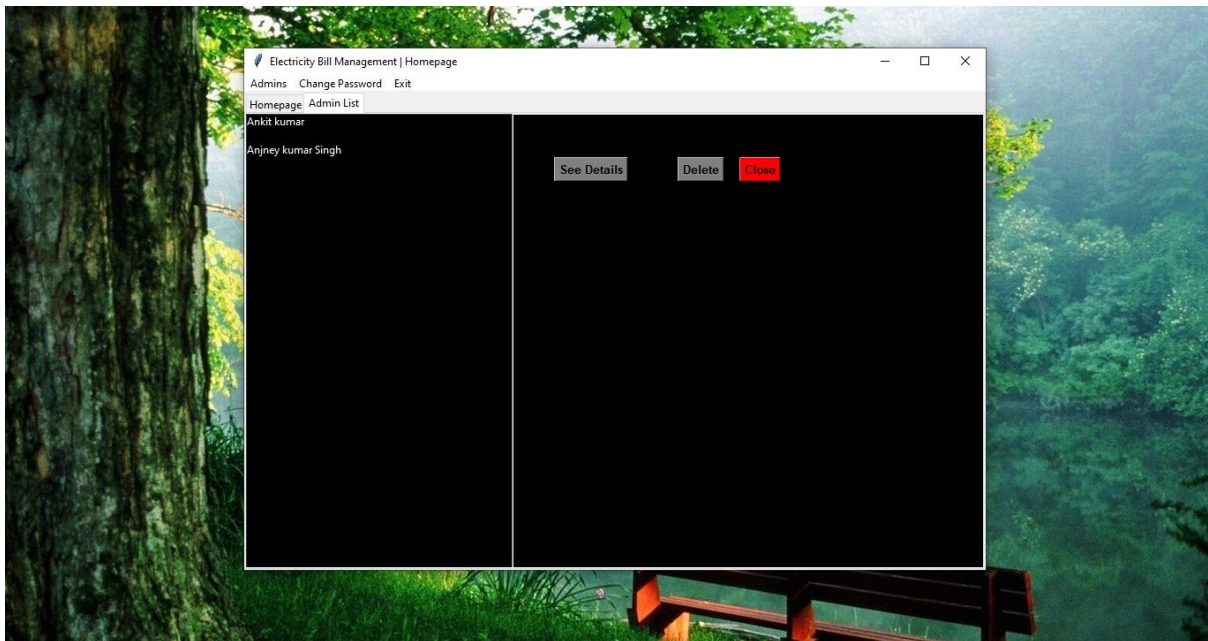 Electricity Bill Management | Homepage
Admins Change Password Exit
Homepage Admin List
Ankit kumar
Anjney kumar Singh
See Details Delete Close